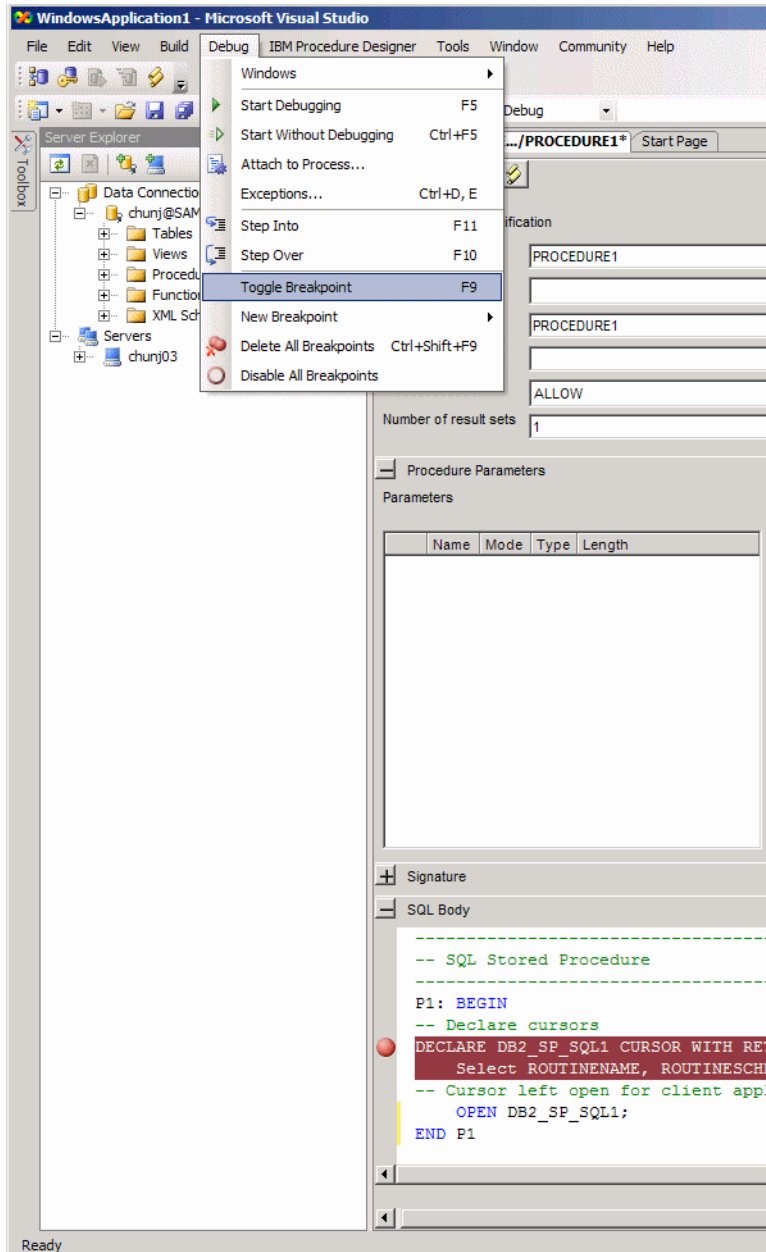 WindowsApplication1 - Microsoft Visual Studio
File Edit View Build Debug IBM Procedure Designer Tools Window Community Help
Windows
Start Debugging F5
Start Without Debugging Ctrl+F5
Attach to Process...
Exceptions... Ctrl+D, E
Step Into F11
Step Over F10
Toggle Breakpoint F9
New Breakpoint
Delete All Breakpoints Ctrl+Shift+F9
Disable All Breakpoints
Debug
Toolbox
Server Explorer
Data Connectio
chunj@SAM
Tables
Views
Procedu
Function
XML Sch
Servers
chunj03
.../PROCEDURE1* Start Page
ification
PROCEDURE1
PROCEDURE1
ALLOW
Number of result sets 1
Procedure Parameters
Parameters
Name Mode Type Length
Signature
SQL Body
-----------------------------------
-- SQL Stored Procedure
-----------------------------------
P1: BEGIN
-- Declare cursors
DECLARE DB2_SP_SQL1 CURSOR WITH RET
Select ROUTINENAME, ROUTINESCHE
-- Cursor left open for client appl
OPEN DB2_SP_SQL1;
END P1
Ready